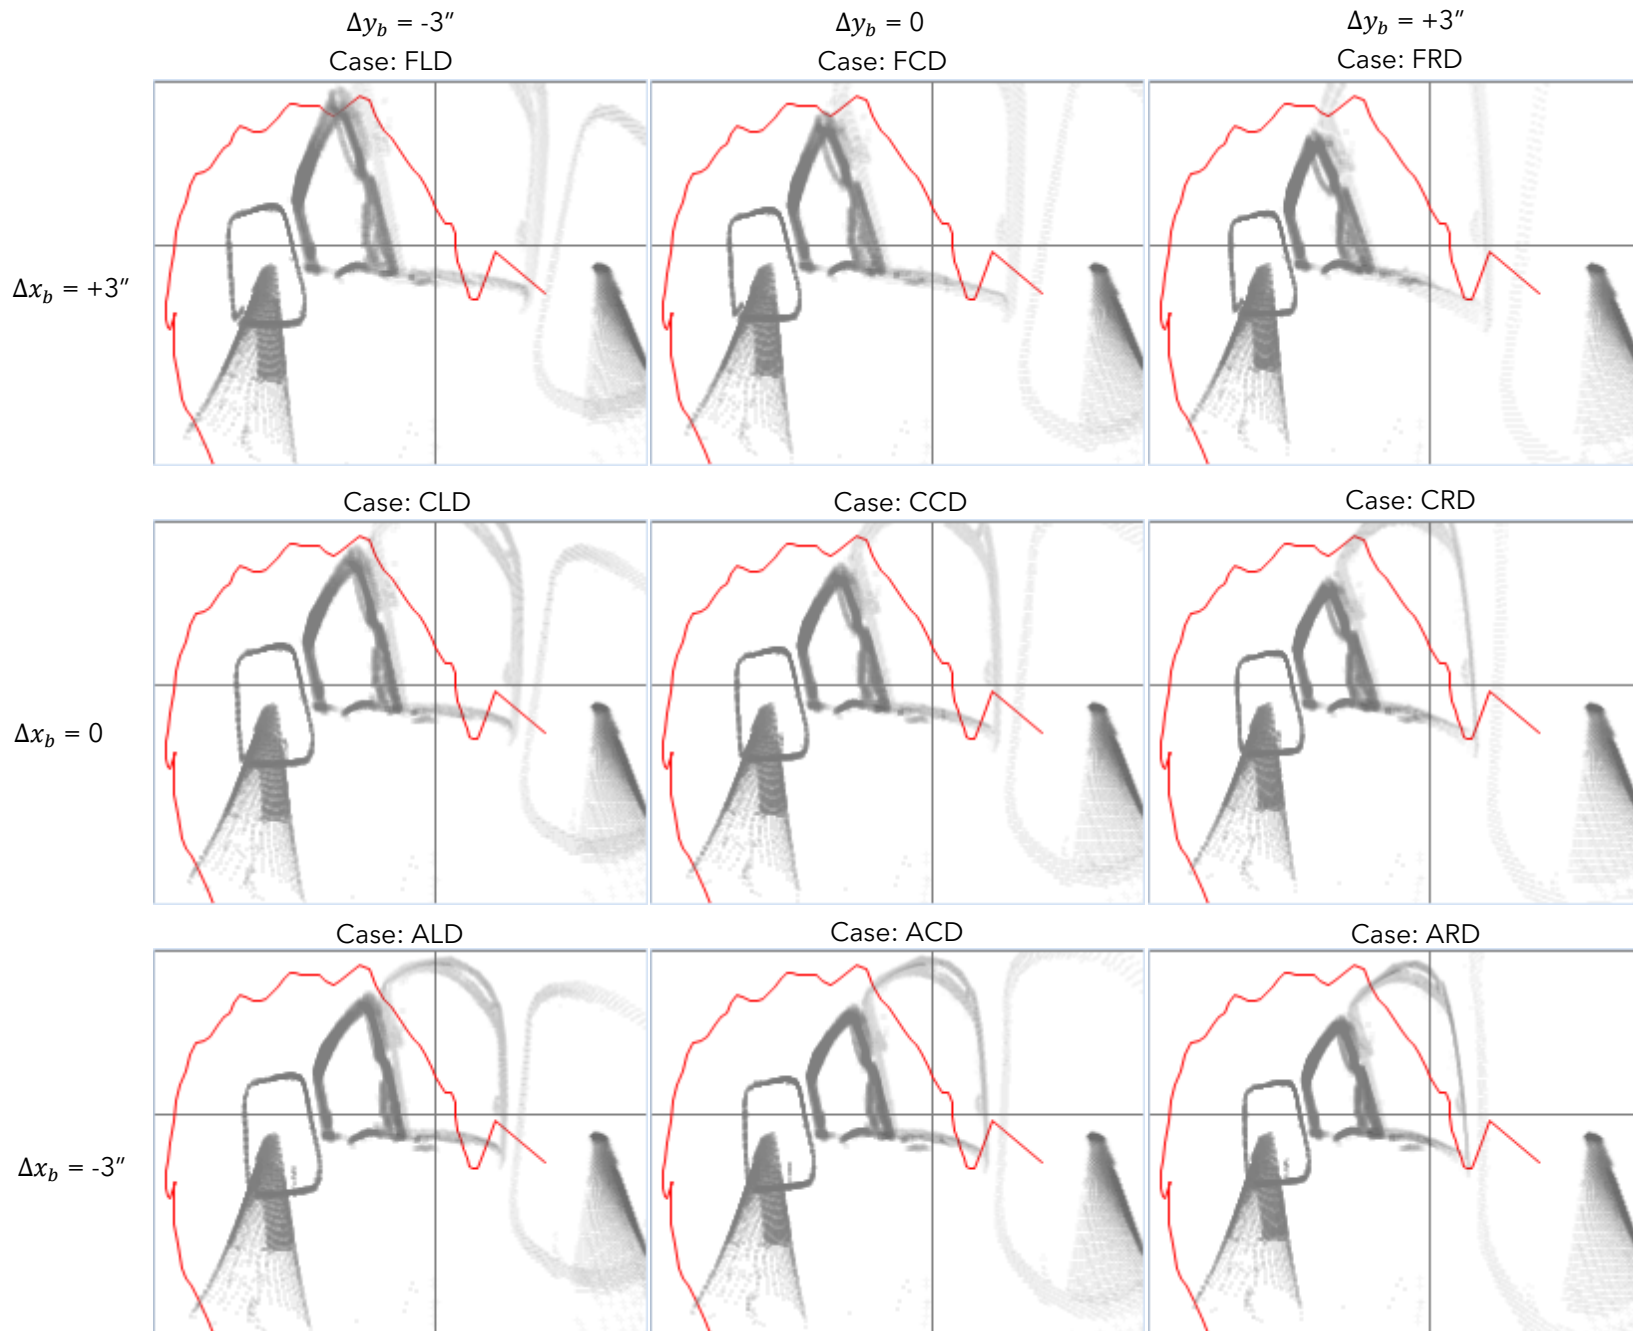 Δy_b = -3″ Δy_b = 0 Δy_b = +3″
Case: FLD Case: FCD Case: FRD
Δx_b = +3″
Case: CLD Case: CCD Case: CRD
Δx_b = 0
Case: ALD Case: ACD Case: ARD
Δx_b = -3″